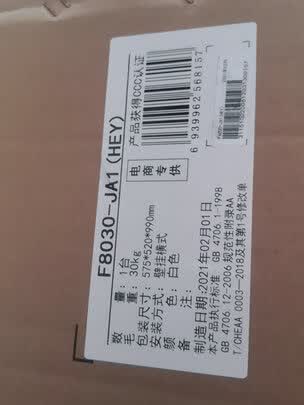 F8030-JA1(HEY)
产品获得CCC认证
6939962568157
电商专供
数 量:1台
毛 重:30kg
包装尺寸:575*520*990mm
安装方式:壁挂横式
颜 色:白色
备 注:
制造日期:2021年02月01日
本产品执行标准 GB 4706.1-1998
GB 4706.12-2006 规范性附录AA
T/CHEAA 0003-2018及其第1号修改单